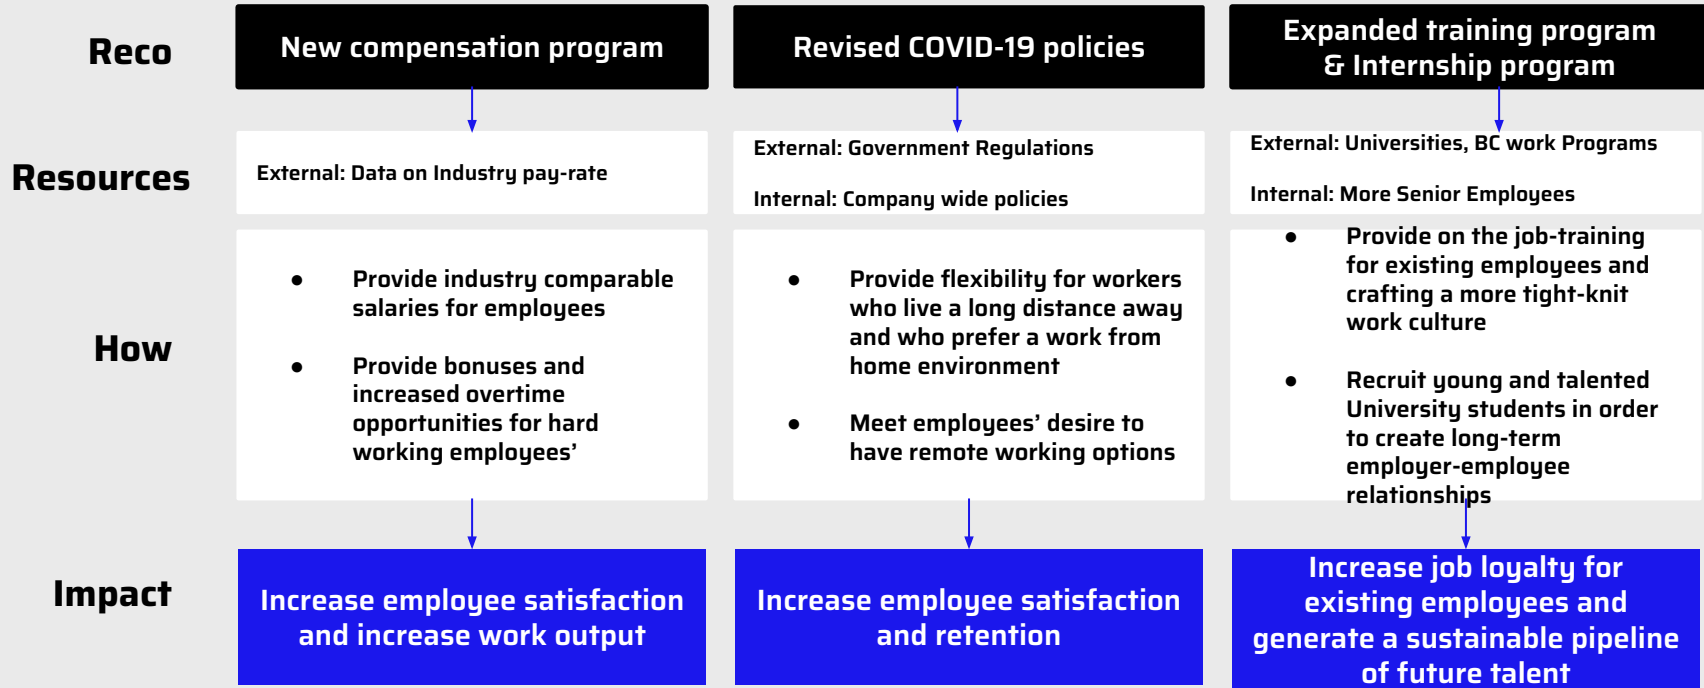 Reco
New compensation program
Revised COVID-19 policies
Expanded training program
& Internship program
Resources
External: Data on Industry pay-rate
External: Government Regulations
Internal: Company wide policies
External: Universities, BC work Programs
Internal: More Senior Employees
How
● Provide industry comparable
salaries for employees
● Provide bonuses and
increased overtime
opportunities for hard
working employees’
● Provide flexibility for workers
who live a long distance away
and who prefer a work from
home environment
● Meet employees’ desire to
have remote working options
● Provide on the job-training
for existing employees and
crafting a more tight-knit
work culture
● Recruit young and talented
University students in order
to create long-term
employer-employee
relationships
Impact
Increase employee satisfaction
and increase work output
Increase employee satisfaction
and retention
Increase job loyalty for
existing employees and
generate a sustainable pipeline
of future talent